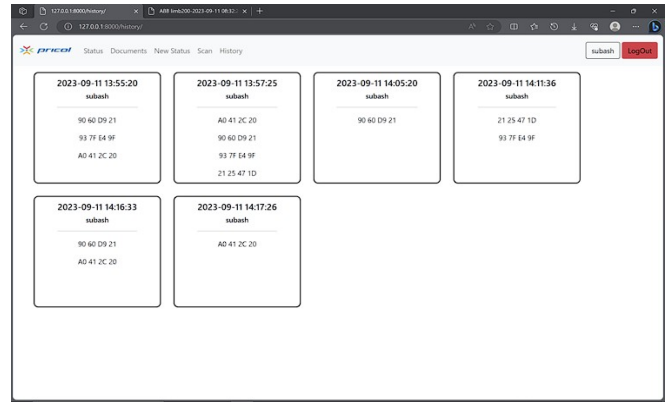 127.0.0.1:8000/history/
ABB limb200-2023-09-11 08:32:
127.0.0.1:8000/history/
pricol Status Documents New Status Scan History subash LogOut
2023-09-11 13:55:20
subash
90 60 D9 21
93 7F E4 9F
A0 41 2C 20
2023-09-11 13:57:25
subash
A0 41 2C 20
90 60 D9 21
93 7F E4 9F
21 25 47 1D
2023-09-11 14:05:20
subash
90 60 D9 21
2023-09-11 14:11:36
subash
21 25 47 1D
93 7F E4 9F
2023-09-11 14:16:33
subash
90 60 D9 21
A0 41 2C 20
2023-09-11 14:17:26
subash
A0 41 2C 20